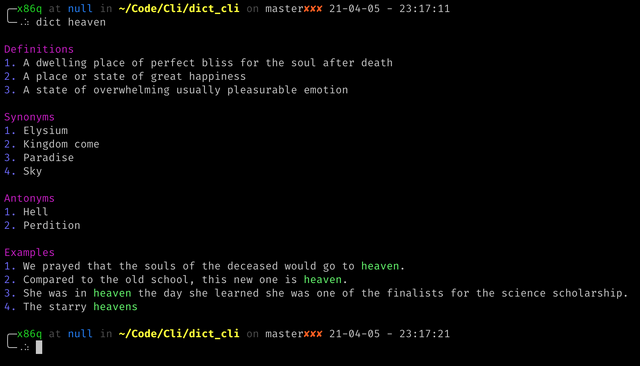 x86q at null in ~/Code/Cli/dict_cli on master✘✘✘ 21-04-05 - 23:17:11
dict heaven
Definitions
1. A dwelling place of perfect bliss for the soul after death
2. A place or state of great happiness
3. A state of overwhelming usually pleasurable emotion
Synonyms
1. Elysium
2. Kingdom come
3. Paradise
4. Sky
Antonyms
1. Hell
2. Perdition
Examples
1. We prayed that the souls of the deceased would go to heaven.
2. Compared to the old school, this new one is heaven.
3. She was in heaven the day she learned she was one of the finalists for the science scholarship.
4. The starry heavens
x86q at null in ~/Code/Cli/dict_cli on master✘✘✘ 21-04-05 - 23:17:21